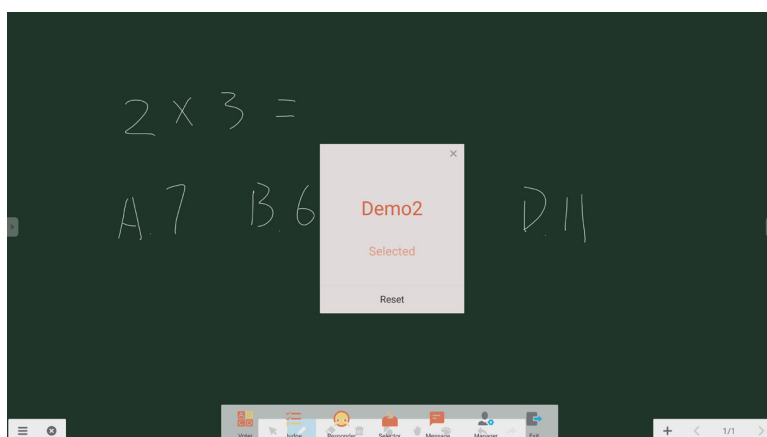 2 × 3 =
A.7 B.6 D.11
×
Demo2
Selected
Reset
Voter Judge Responder Selector Message Manager Exit
1/1